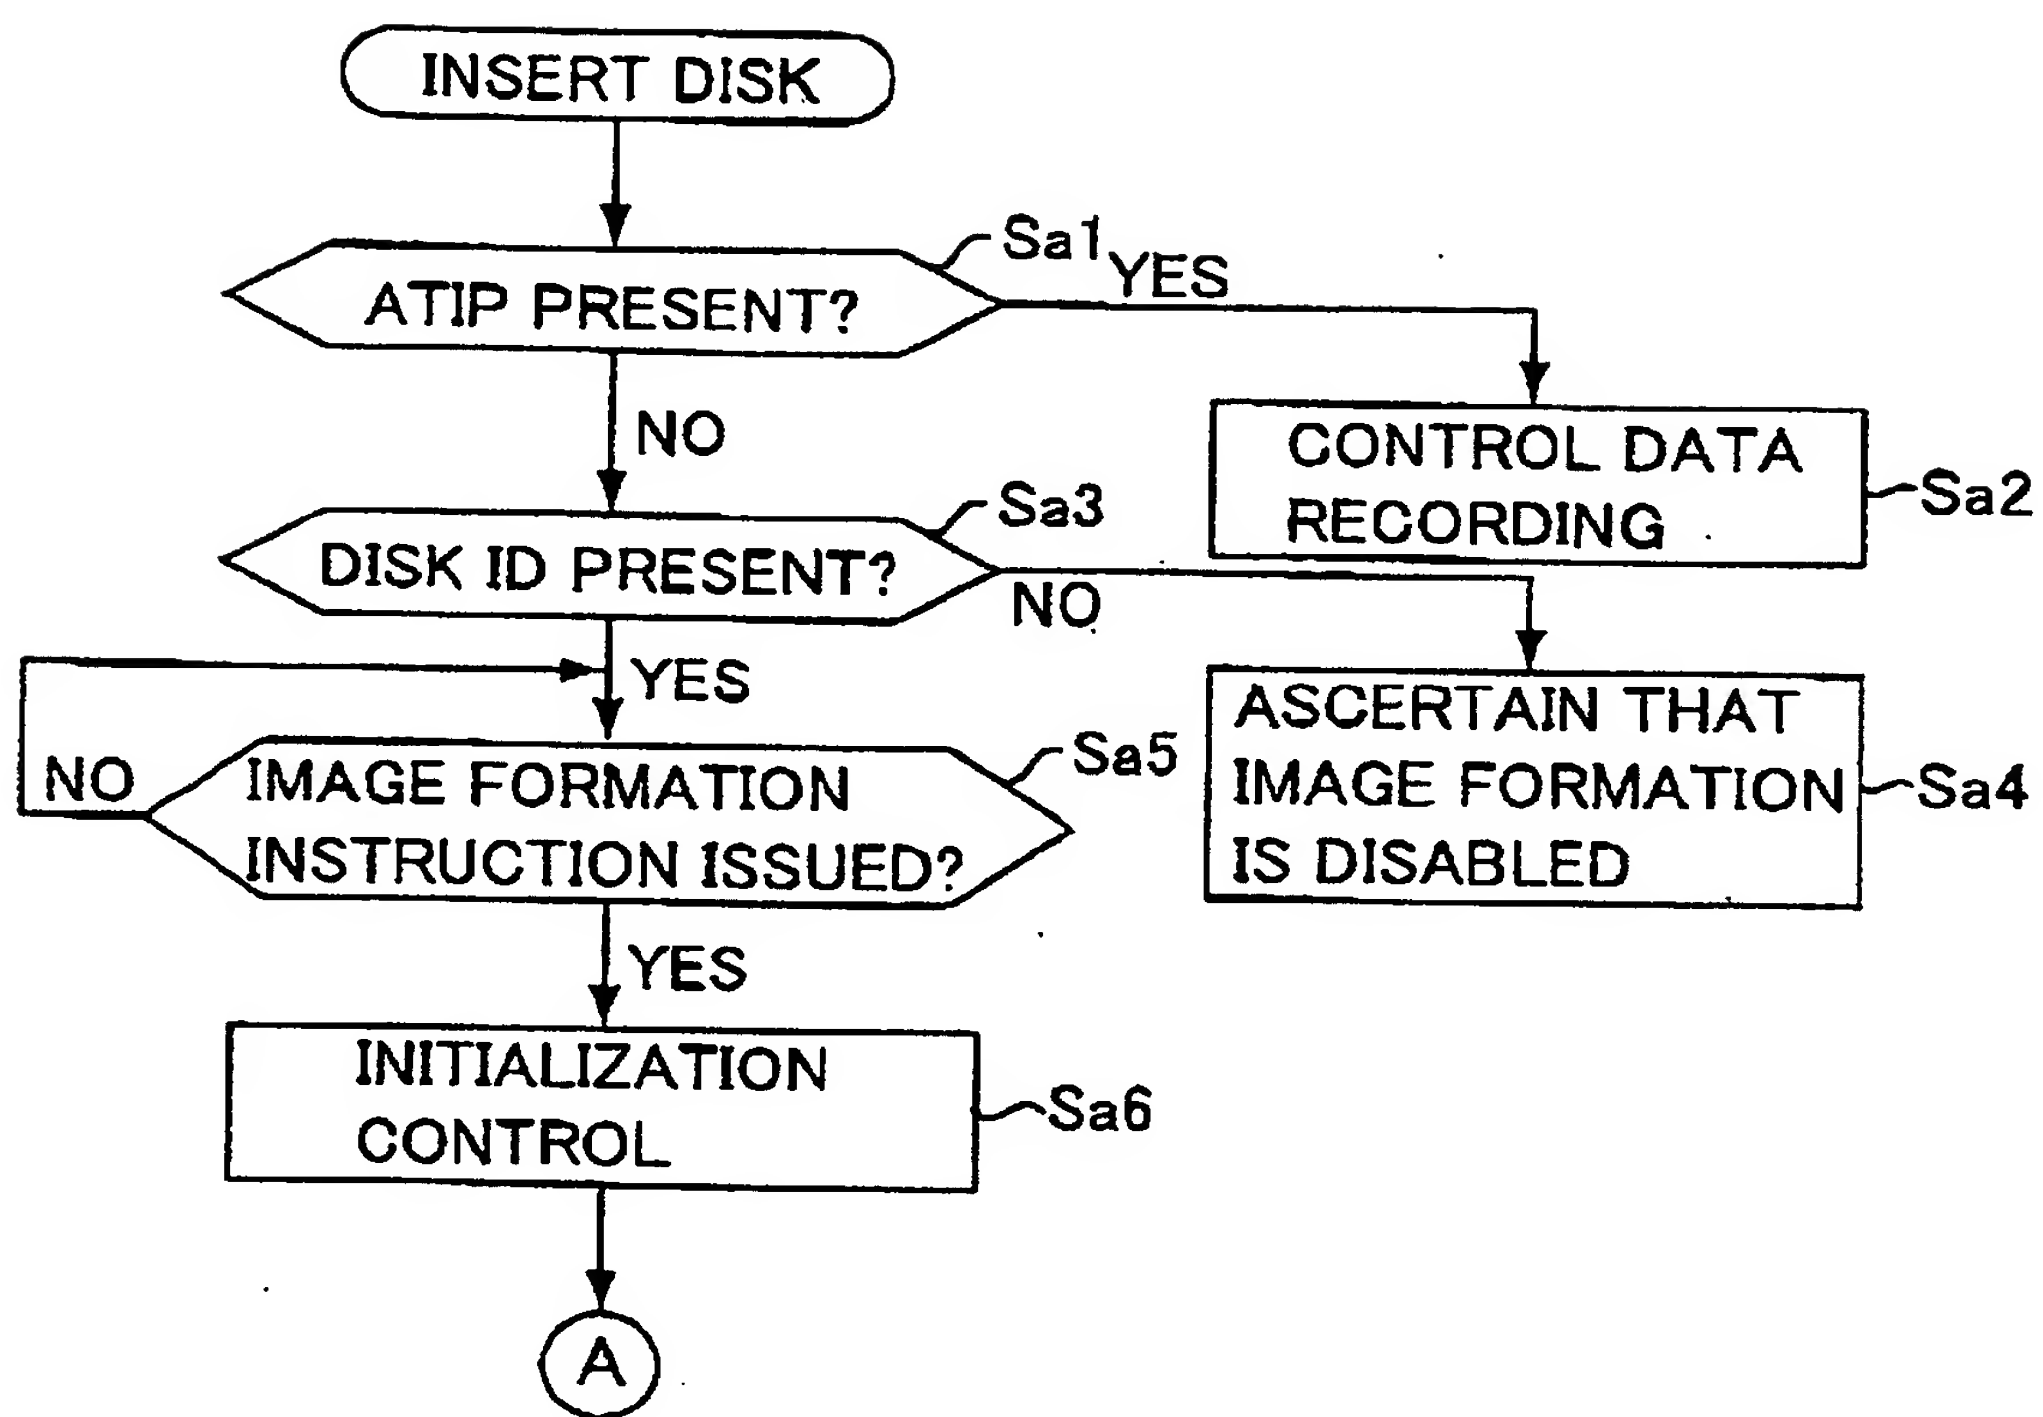 INSERT DISK
Sa1
YES
ATIP PRESENT?
NO
CONTROL DATA
RECORDING
Sa2
Sa3
DISK ID PRESENT?
NO
YES
ASCERTAIN THAT
IMAGE FORMATION
IS DISABLED
Sa4
NO
IMAGE FORMATION
INSTRUCTION ISSUED?
Sa5
YES
INITIALIZATION
CONTROL
Sa6
A